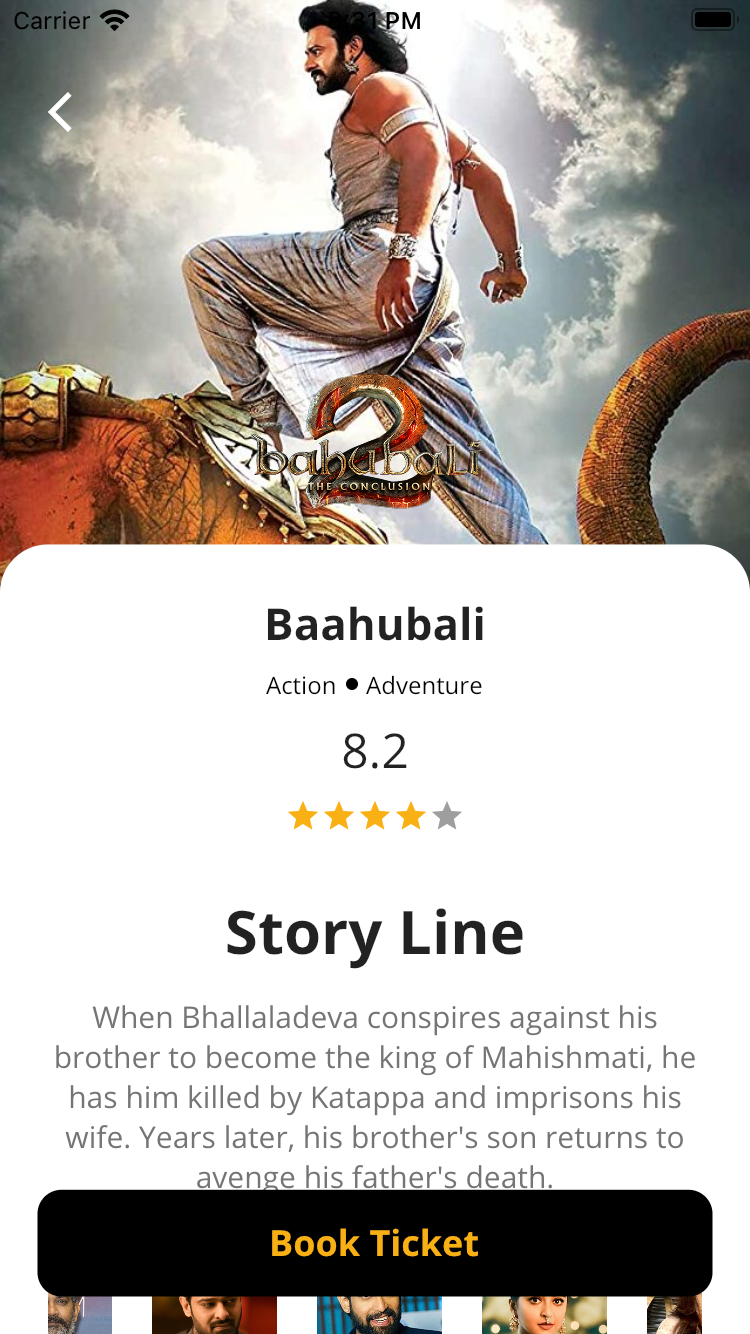 Carrier
31 PM
bahubali
2
THE CONCLUSION
Baahubali
Action • Adventure
8.2
Story Line
When Bhallaladeva conspires against his
brother to become the king of Mahishmati, he
has him killed by Katappa and imprisons his
wife. Years later, his brother's son returns to
avenge his father's death.
Book Ticket